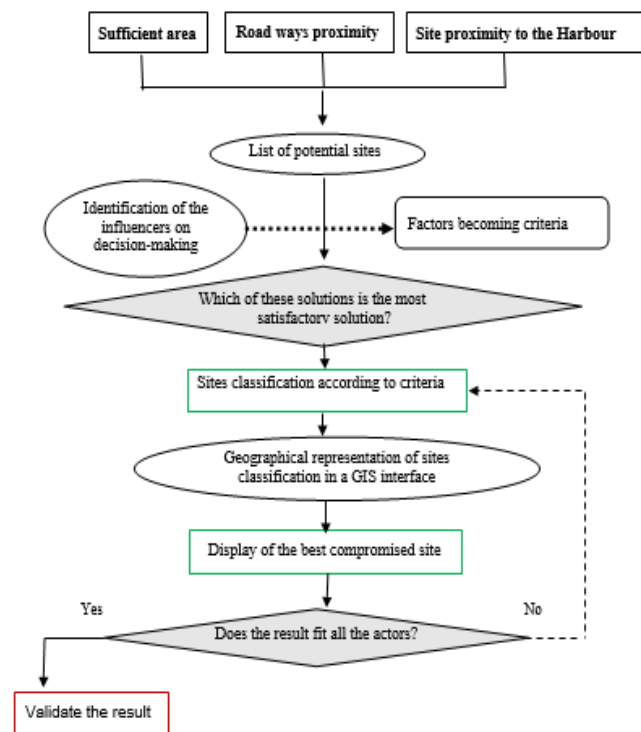 Sufficient area
Road ways proximity
Site proximity to the Harbour
List of potential sites
Identification of the
influencers on
decision-making
Factors becoming criteria
Which of these solutions is the most
satisfactory solution?
Sites classification according to criteria
Geographical representation of sites
classification in a GIS interface
Display of the best compromised site
Yes
No
Does the result fit all the actors?
Validate the result